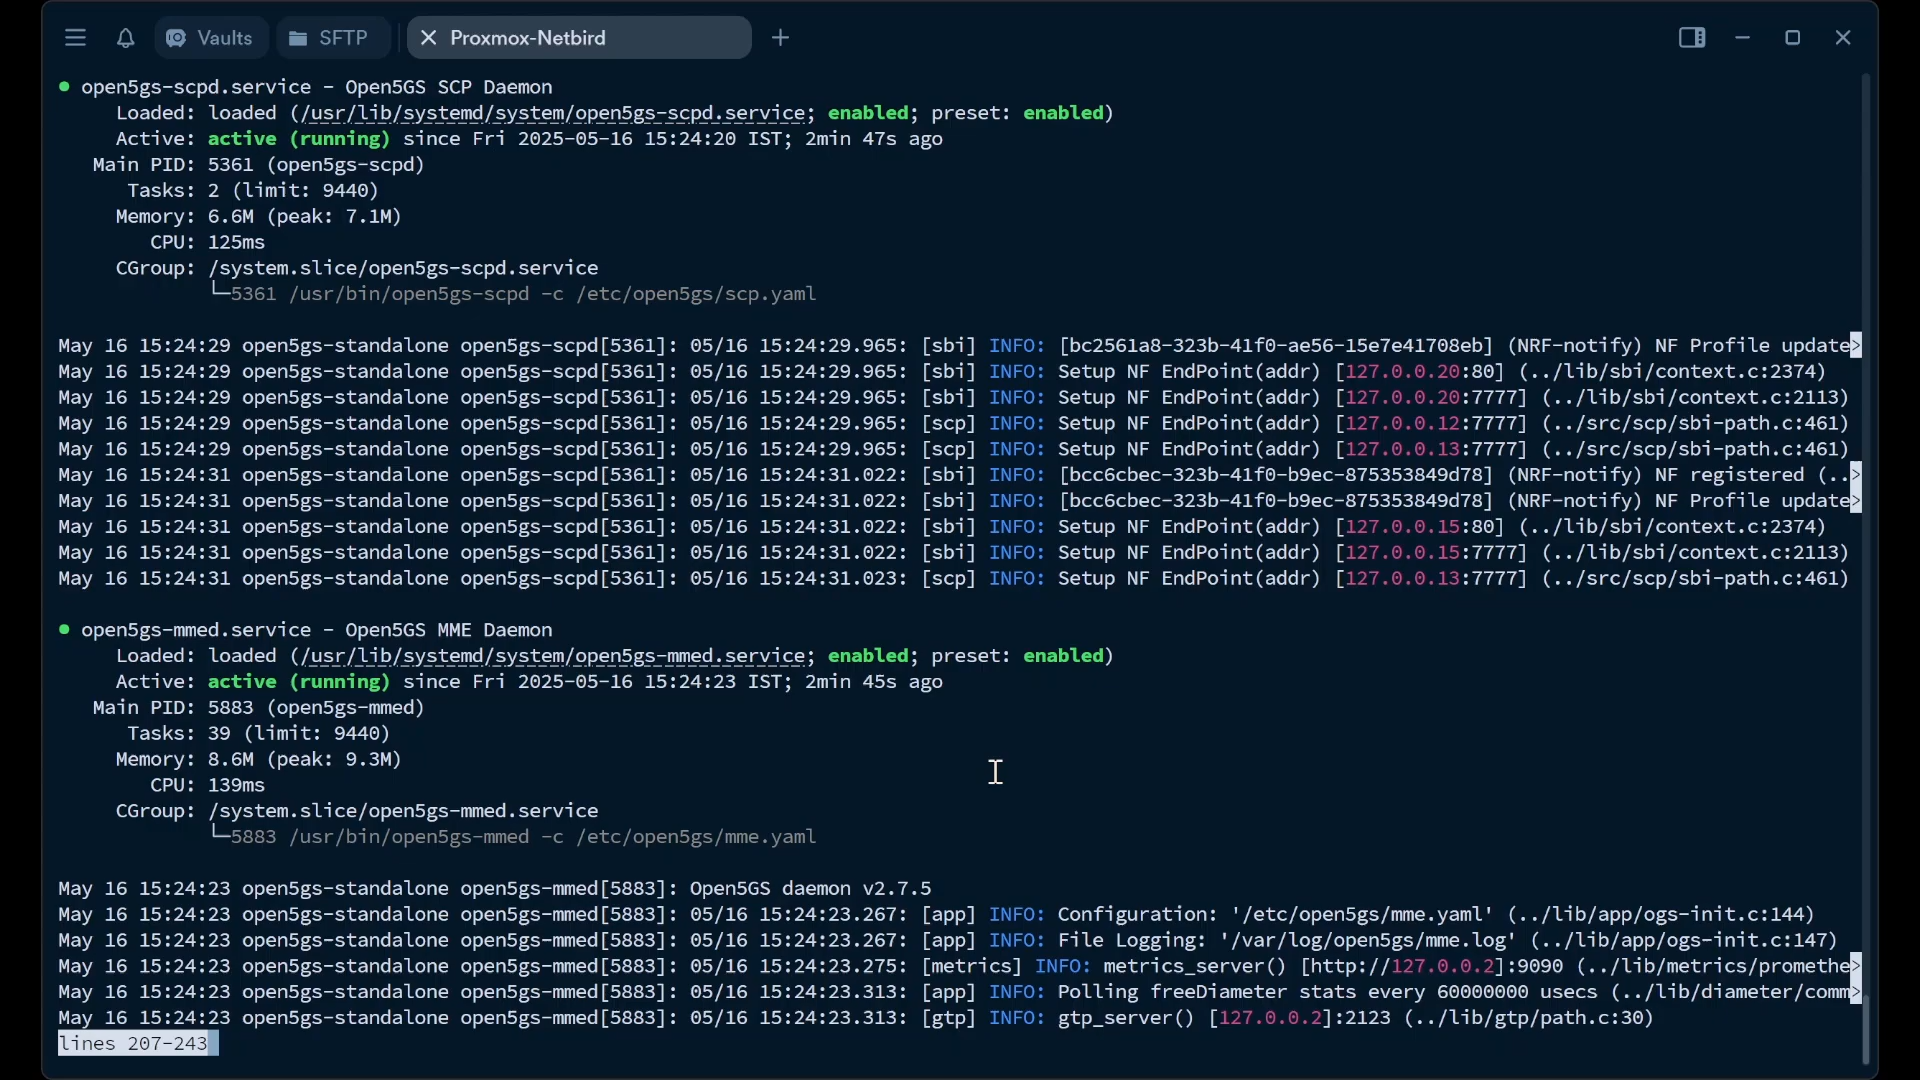 Vaults SFTP Proxmox-Netbird
● open5gs-scpd.service - Open5GS SCP Daemon
Loaded: loaded (/usr/lib/systemd/system/open5gs-scpd.service; enabled; preset: enabled)
Active: active (running) since Fri 2025-05-16 15:24:20 IST; 2min 47s ago
Main PID: 5361 (open5gs-scpd)
Tasks: 2 (limit: 9440)
Memory: 6.6M (peak: 7.1M)
CPU: 125ms
CGroup: /system.slice/open5gs-scpd.service
└─5361 /usr/bin/open5gs-scpd -c /etc/open5gs/scp.yaml
May 16 15:24:29 open5gs-standalone open5gs-scpd[5361]: 05/16 15:24:29.965: [sbi] INFO: [bc2561a8-323b-41f0-ae56-15e7e41708eb] (NRF-notify) NF Profile update>
May 16 15:24:29 open5gs-standalone open5gs-scpd[5361]: 05/16 15:24:29.965: [sbi] INFO: Setup NF EndPoint(addr) [127.0.0.20:80] (../lib/sbi/context.c:2374)
May 16 15:24:29 open5gs-standalone open5gs-scpd[5361]: 05/16 15:24:29.965: [sbi] INFO: Setup NF EndPoint(addr) [127.0.0.20:7777] (../lib/sbi/context.c:2113)
May 16 15:24:29 open5gs-standalone open5gs-scpd[5361]: 05/16 15:24:29.965: [scp] INFO: Setup NF EndPoint(addr) [127.0.0.12:7777] (../src/scp/sbi-path.c:461)
May 16 15:24:29 open5gs-standalone open5gs-scpd[5361]: 05/16 15:24:29.965: [scp] INFO: Setup NF EndPoint(addr) [127.0.0.13:7777] (../src/scp/sbi-path.c:461)
May 16 15:24:31 open5gs-standalone open5gs-scpd[5361]: 05/16 15:24:31.022: [sbi] INFO: [bcc6cbec-323b-41f0-b9ec-875353849d78] (NRF-notify) NF registered (..>
May 16 15:24:31 open5gs-standalone open5gs-scpd[5361]: 05/16 15:24:31.022: [sbi] INFO: [bcc6cbec-323b-41f0-b9ec-875353849d78] (NRF-notify) NF Profile update>
May 16 15:24:31 open5gs-standalone open5gs-scpd[5361]: 05/16 15:24:31.022: [sbi] INFO: Setup NF EndPoint(addr) [127.0.0.15:80] (../lib/sbi/context.c:2374)
May 16 15:24:31 open5gs-standalone open5gs-scpd[5361]: 05/16 15:24:31.022: [sbi] INFO: Setup NF EndPoint(addr) [127.0.0.15:7777] (../lib/sbi/context.c:2113)
May 16 15:24:31 open5gs-standalone open5gs-scpd[5361]: 05/16 15:24:31.023: [scp] INFO: Setup NF EndPoint(addr) [127.0.0.13:7777] (../src/scp/sbi-path.c:461)
● open5gs-mmed.service - Open5GS MME Daemon
Loaded: loaded (/usr/lib/systemd/system/open5gs-mmed.service; enabled; preset: enabled)
Active: active (running) since Fri 2025-05-16 15:24:23 IST; 2min 45s ago
Main PID: 5883 (open5gs-mmed)
Tasks: 39 (limit: 9440)
Memory: 8.6M (peak: 9.3M)
CPU: 139ms
CGroup: /system.slice/open5gs-mmed.service
└─5883 /usr/bin/open5gs-mmed -c /etc/open5gs/mme.yaml
May 16 15:24:23 open5gs-standalone open5gs-mmed[5883]: Open5GS daemon v2.7.5
May 16 15:24:23 open5gs-standalone open5gs-mmed[5883]: 05/16 15:24:23.267: [app] INFO: Configuration: '/etc/open5gs/mme.yaml' (../lib/app/ogs-init.c:144)
May 16 15:24:23 open5gs-standalone open5gs-mmed[5883]: 05/16 15:24:23.267: [app] INFO: File Logging: '/var/log/open5gs/mme.log' (../lib/app/ogs-init.c:147)
May 16 15:24:23 open5gs-standalone open5gs-mmed[5883]: 05/16 15:24:23.275: [metrics] INFO: metrics_server() [http://127.0.0.2]:9090 (../lib/metrics/promethe>
May 16 15:24:23 open5gs-standalone open5gs-mmed[5883]: 05/16 15:24:23.313: [app] INFO: Polling freeDiameter stats every 60000000 usecs (../lib/diameter/comm>
May 16 15:24:23 open5gs-standalone open5gs-mmed[5883]: 05/16 15:24:23.313: [gtp] INFO: gtp_server() [127.0.0.2]:2123 (../lib/gtp/path.c:30)
lines 207-243